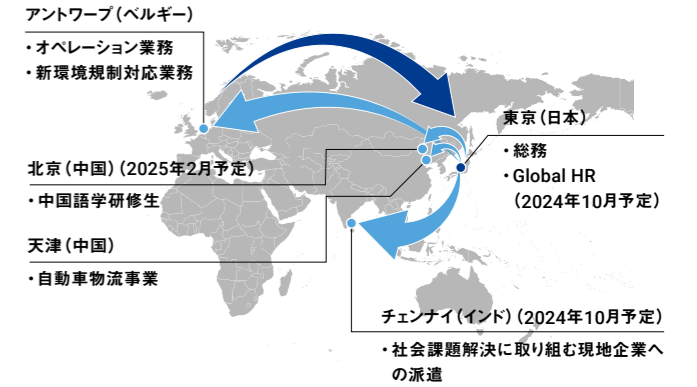 アントワープ（ベルギー）
・オペレーション業務
・新環境規制対応業務
東京（日本）
・総務
・Global HR
（2024年10月予定）
北京（中国）（2025年2月予定）
・中国語学研修生
天津（中国）
・自動車物流事業
チェンナイ（インド）（2024年10月予定）
・社会課題解決に取り組む現地企業へ
の派遣